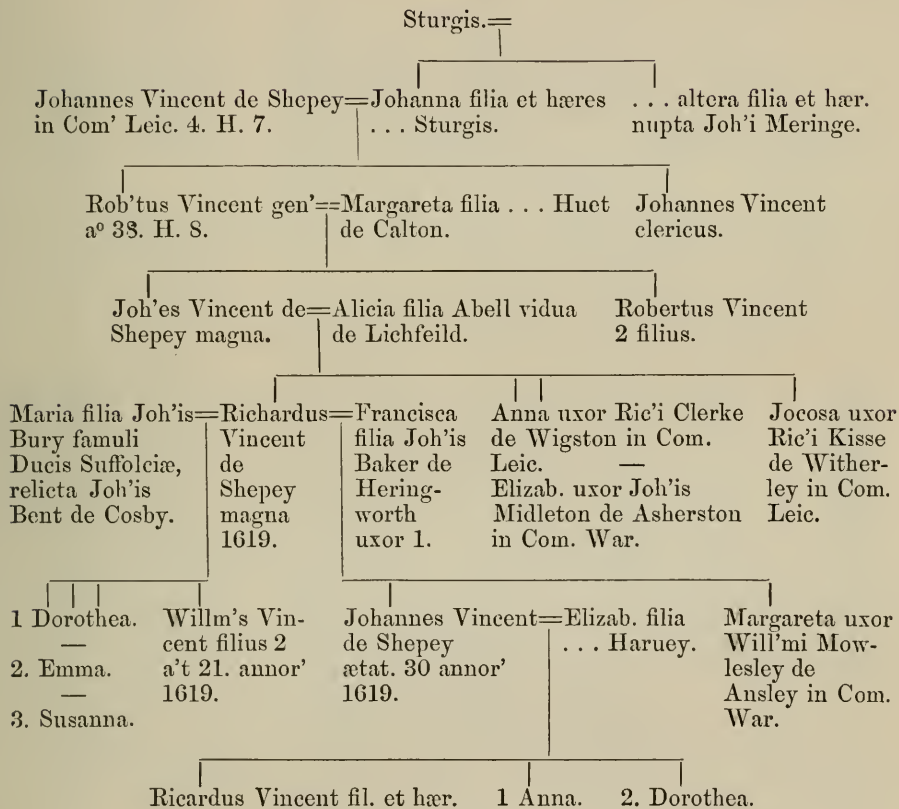 Sturgis.
Johannes Vincent de Shepey=Johanna filia et hæres . . . altera filia et hær.
in Com' Leic. 4. H. 7. . . . Sturgis. nupta Joh'i Meringe.
Rob'tus Vincent gen'=Margareta filia . . . Huet Johannes Vincent
aº 38. H. 8. de Calton. clericus.
Joh'es Vincent de=Alicia filia Abell vidua Robertus Vincent
Shepey magna. de Lichfeild. 2 filius.
Maria filia Joh'is=Richardus=Francisca Anna uxor Ric'i Clerke Jocosa uxor
Bury famuli Vincent filia Joh'is de Wigston in Com. Ric'i Kisse
Ducis Suffolciæ, de Baker de Leic. — de Wither-
relicta Joh'is Shepey Hering- Elizab. uxor Joh'is ley in Com.
Bent de Cosby. magna worth Midleton de Asherston Leic.
1619. uxor 1. in Com. War.
1 Dorothea. Willm's Vin- Johannes Vincent=Elizab. filia Margareta uxor
— cent filius 2 de Shepey . . . Haruey. Will'mi Mow-
2. Emma. a't 21. annor' ætat. 30 annor' lesley de
— 1619. 1619. Ansley in Com.
3. Susanna. War.
Ricardus Vincent fil. et hær. 1 Anna. 2. Dorothea.